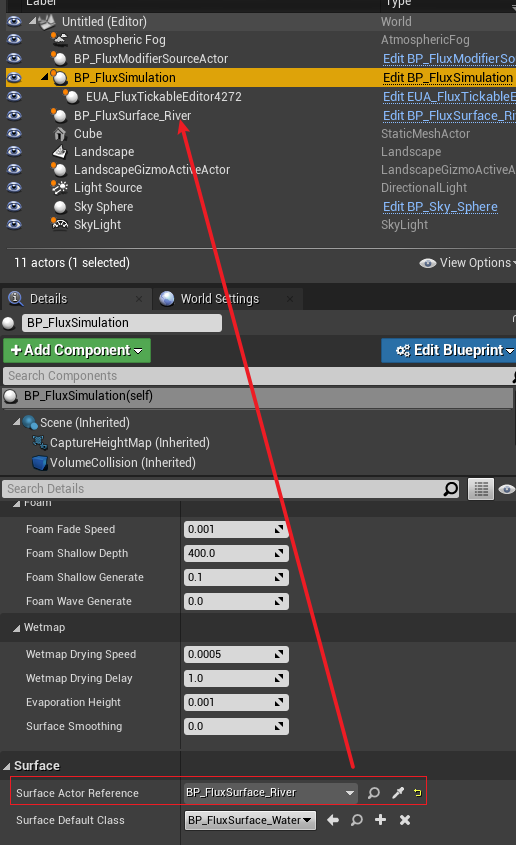 Label Type
Untitled (Editor) World
Atmospheric Fog AtmosphericFog
BP_FluxModifierSourceActor Edit BP_FluxModifierSo
BP_FluxSimulation Edit BP_FluxSimulation
EUA_FluxTickableEditor4272 Edit EUA_FluxTickableE
BP_FluxSurface_River Edit BP_FluxSurface_Ri
Cube StaticMeshActor
Landscape Landscape
LandscapeGizmoActiveActor LandscapeGizmoActiveA
Light Source DirectionalLight
Sky Sphere Edit BP_Sky_Sphere
SkyLight SkyLight
11 actors (1 selected) View Options
Details World Settings
BP_FluxSimulation
+Add Component Edit Blueprint
Search Components
BP_FluxSimulation(self)
Scene (Inherited)
CaptureHeightMap (Inherited)
VolumeCollision (Inherited)
Search Details
Foam
Foam Fade Speed 0.001
Foam Shallow Depth 400.0
Foam Shallow Generate 0.1
Foam Wave Generate 0.0
Wetmap
Wetmap Drying Speed 0.0005
Wetmap Drying Delay 1.0
Evaporation Height 0.001
Surface Smoothing 0.0
Surface
Surface Actor Reference BP_FluxSurface_River
Surface Default Class BP_FluxSurface_Water